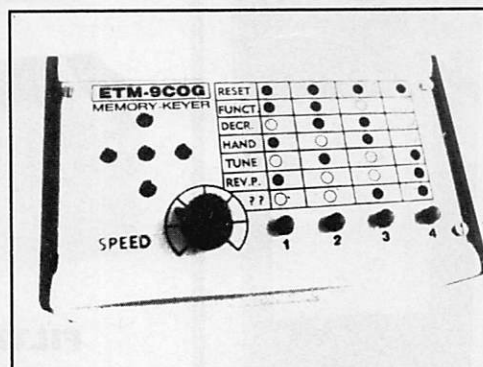 ETM-9COG
MEMORY-KEYER
RESET
FUNCT.
DECR.
HAND
TUNE
REV.P.
??
SPEED
1 2 3 4